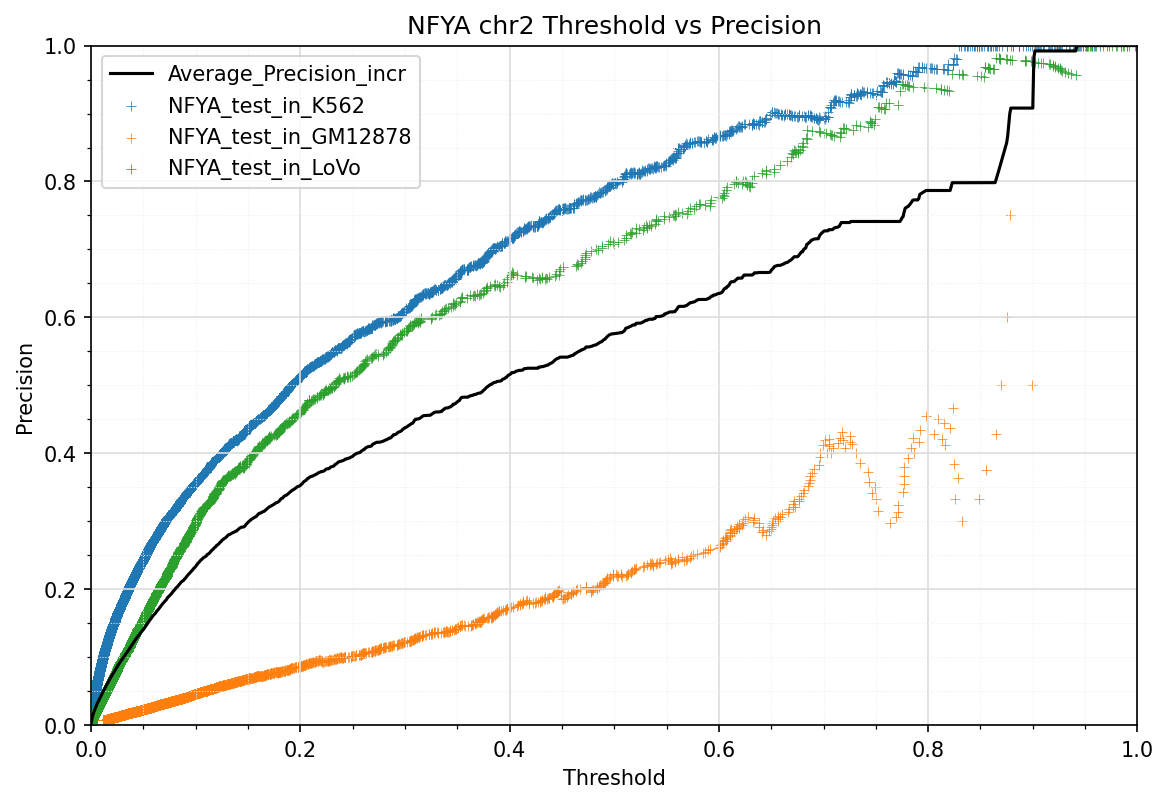 NFYA chr2 Threshold vs Precision
Average_Precision_incr
NFYA_test_in_K562
NFYA_test_in_GM12878
NFYA_test_in_LoVo
Precision
1.0
0.8
0.6
0.4
0.2
0.0
0.0 0.2 0.4 0.6 0.8 1.0
Threshold